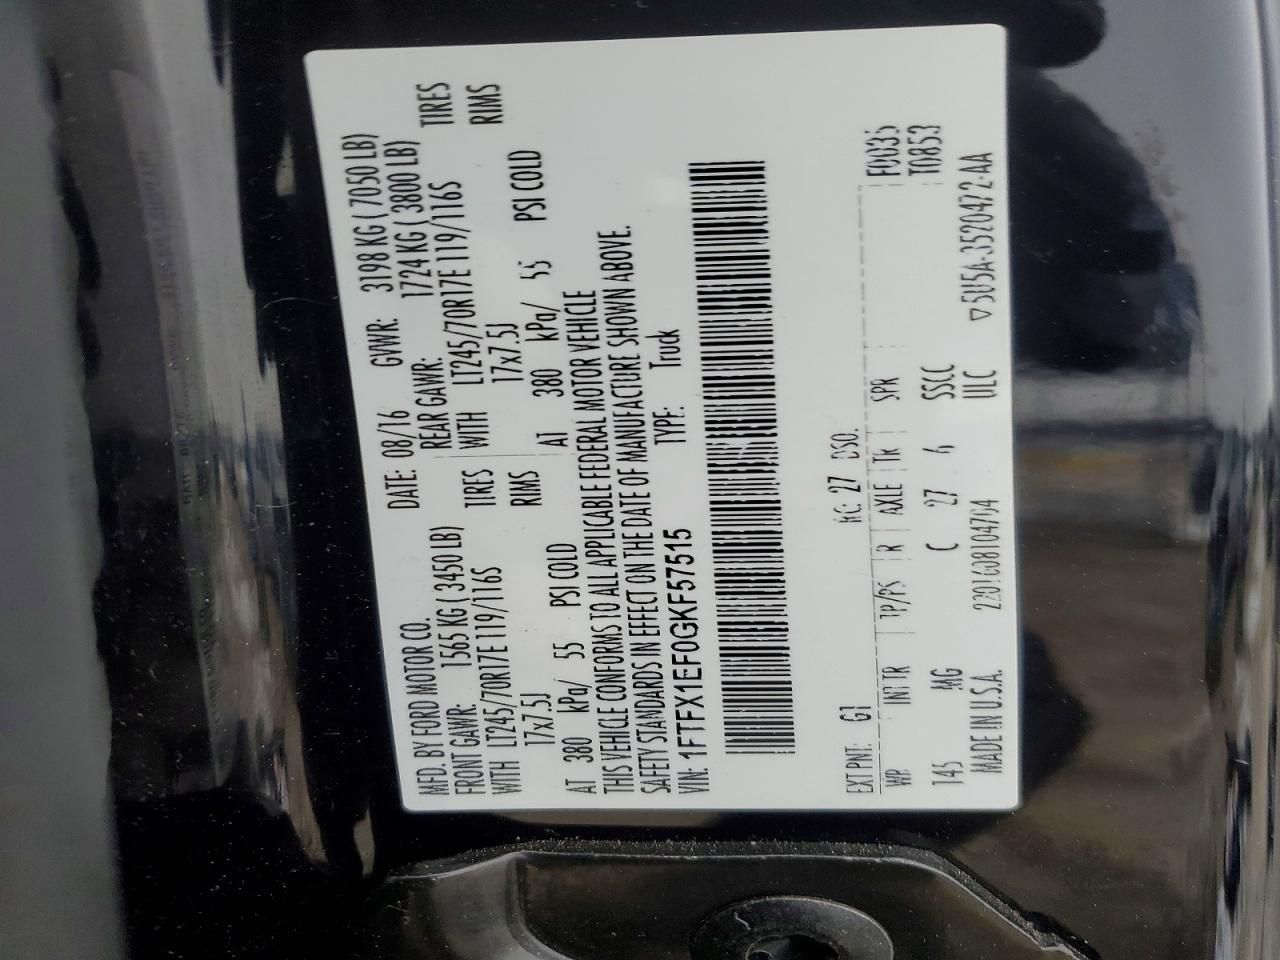 MFD. BY FORD MOTOR CO. DATE: 08/16 GVWR: 3198 KG ( 7050 LB)
FRONT GAWR: 1565 KG ( 3450 LB) REAR GAWR: 1724 KG ( 3800 LB)
WITH LT245/70R17E 119/116S TIRES WITH LT245/70R17E 119/116S TIRES
17x7.5J RIMS 17x7.5J RIMS
AT 380 kPa/ 55 PSI COLD AT 380 kPa/ 55 PSI COLD
THIS VEHICLE CONFORMS TO ALL APPLICABLE FEDERAL MOTOR VEHICLE
SAFETY STANDARDS IN EFFECT ON THE DATE OF MANUFACTURE SHOWN ABOVE.
VIN: 1FTFX1EF0GKF57515 TYPE: Truck
EXT PNT: G1 RC: 27 DSO: F0035
WB INT TR TP/PS R AXLE TR SPR T0853
145 MG C 27 6 SSCC
MADE IN U.S.A. 220160810 ULC ▽5U5A-3520472-AA